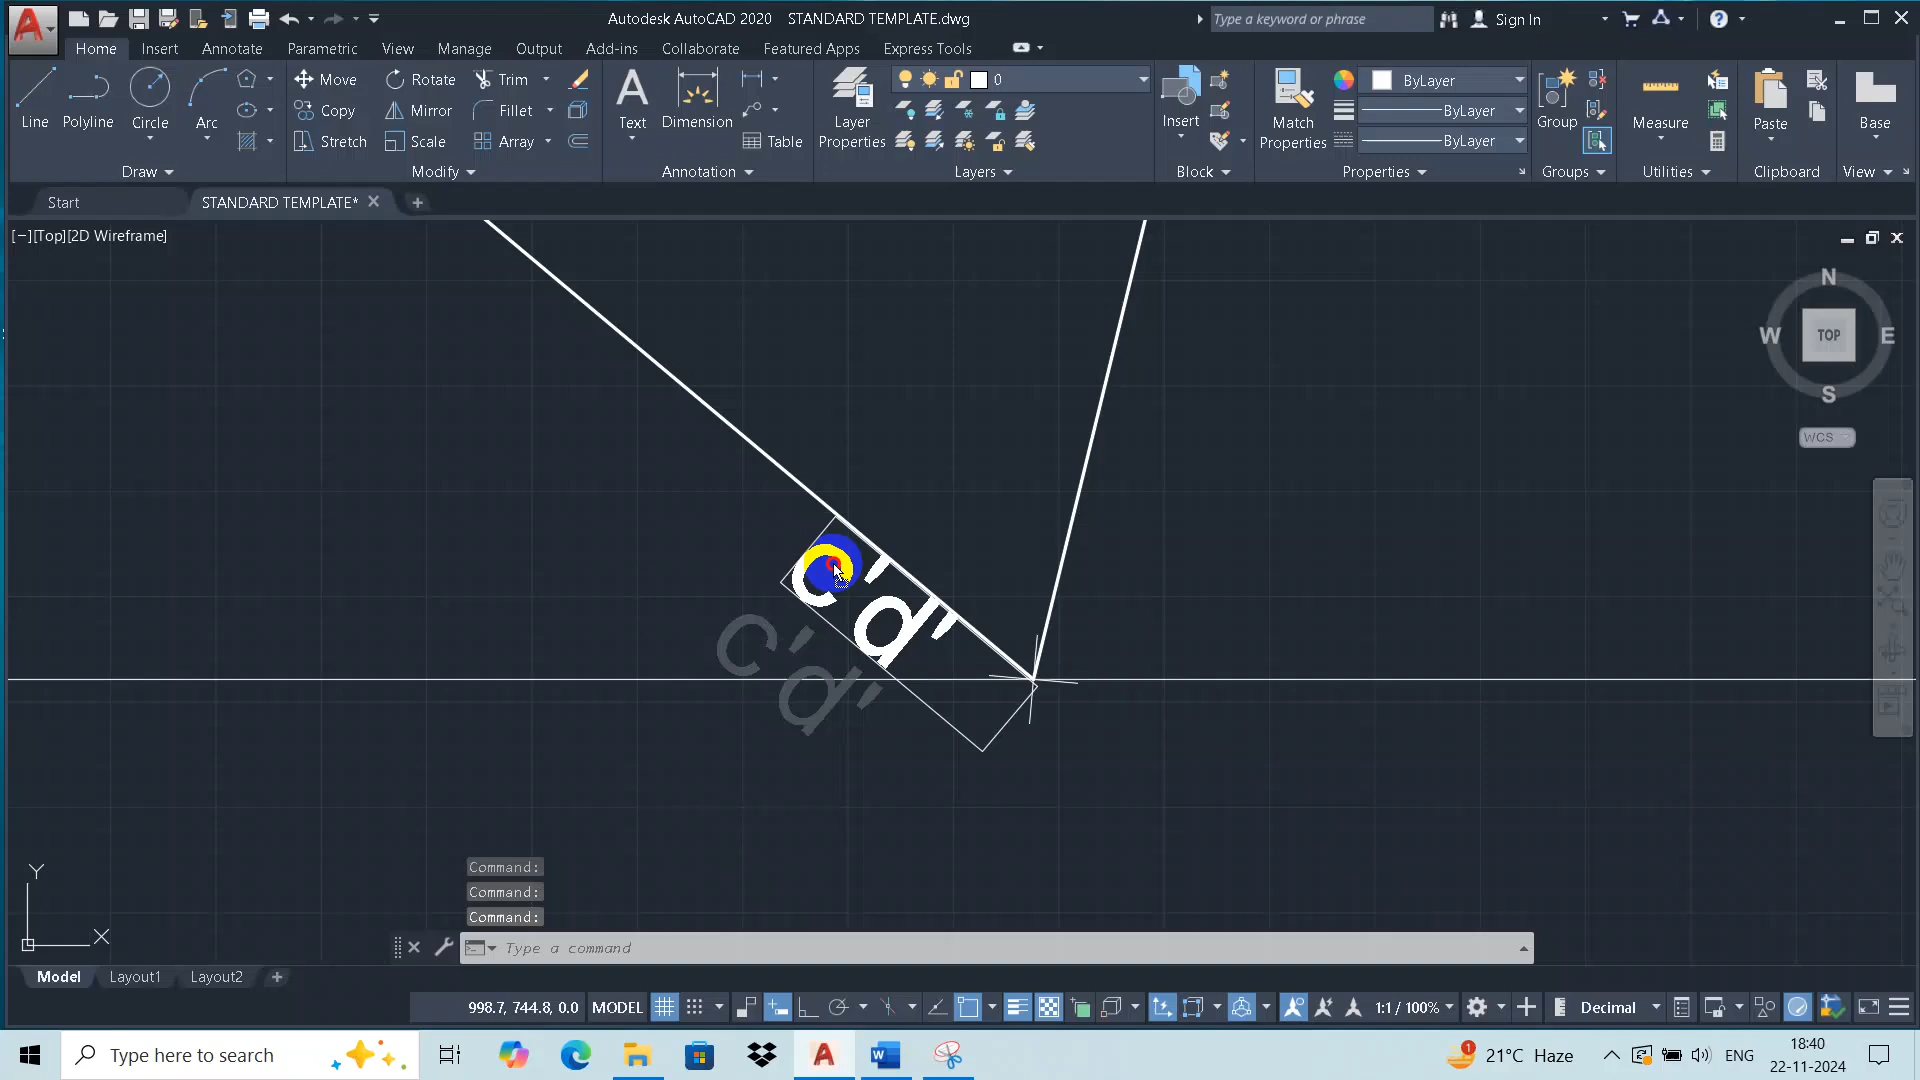 Autodesk AutoCAD 2020 STANDARD TEMPLATE.dwg
Type a keyword or phrase
Sign In
Home Insert Annotate Parametric View Manage Output Add-ins Collaborate Featured Apps Express Tools
Line Polyline Circle Arc
Move Rotate Trim
Copy Mirror Fillet
Stretch Scale Array
Text Dimension Table
Layer Properties
0
Insert
Match Properties
ByLayer
ByLayer
ByLayer
Group
Measure
Paste
Base
Draw Modify Annotation Layers Block Properties Groups Utilities Clipboard View
Start STANDARD TEMPLATE*
[−][Top][2D Wireframe]
N
W TOP E
S
WCS
c'd'
c'd'
Y
X
Command:
Command:
Command:
Type a command
Model Layout1 Layout2
998.7, 744.8, 0.0 MODEL 1:1 / 100% Decimal
Type here to search
1
21°C Haze
ENG
18:40
22-11-2024